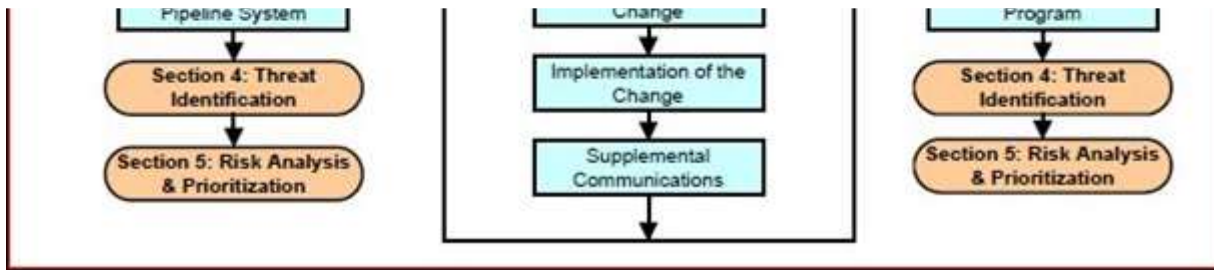 Pipeline System
Section 4: Threat
Identification
Section 5: Risk Analysis
& Prioritization
Change
Implementation of the
Change
Supplemental
Communications
Program
Section 4: Threat
Identification
Section 5: Risk Analysis
& Prioritization